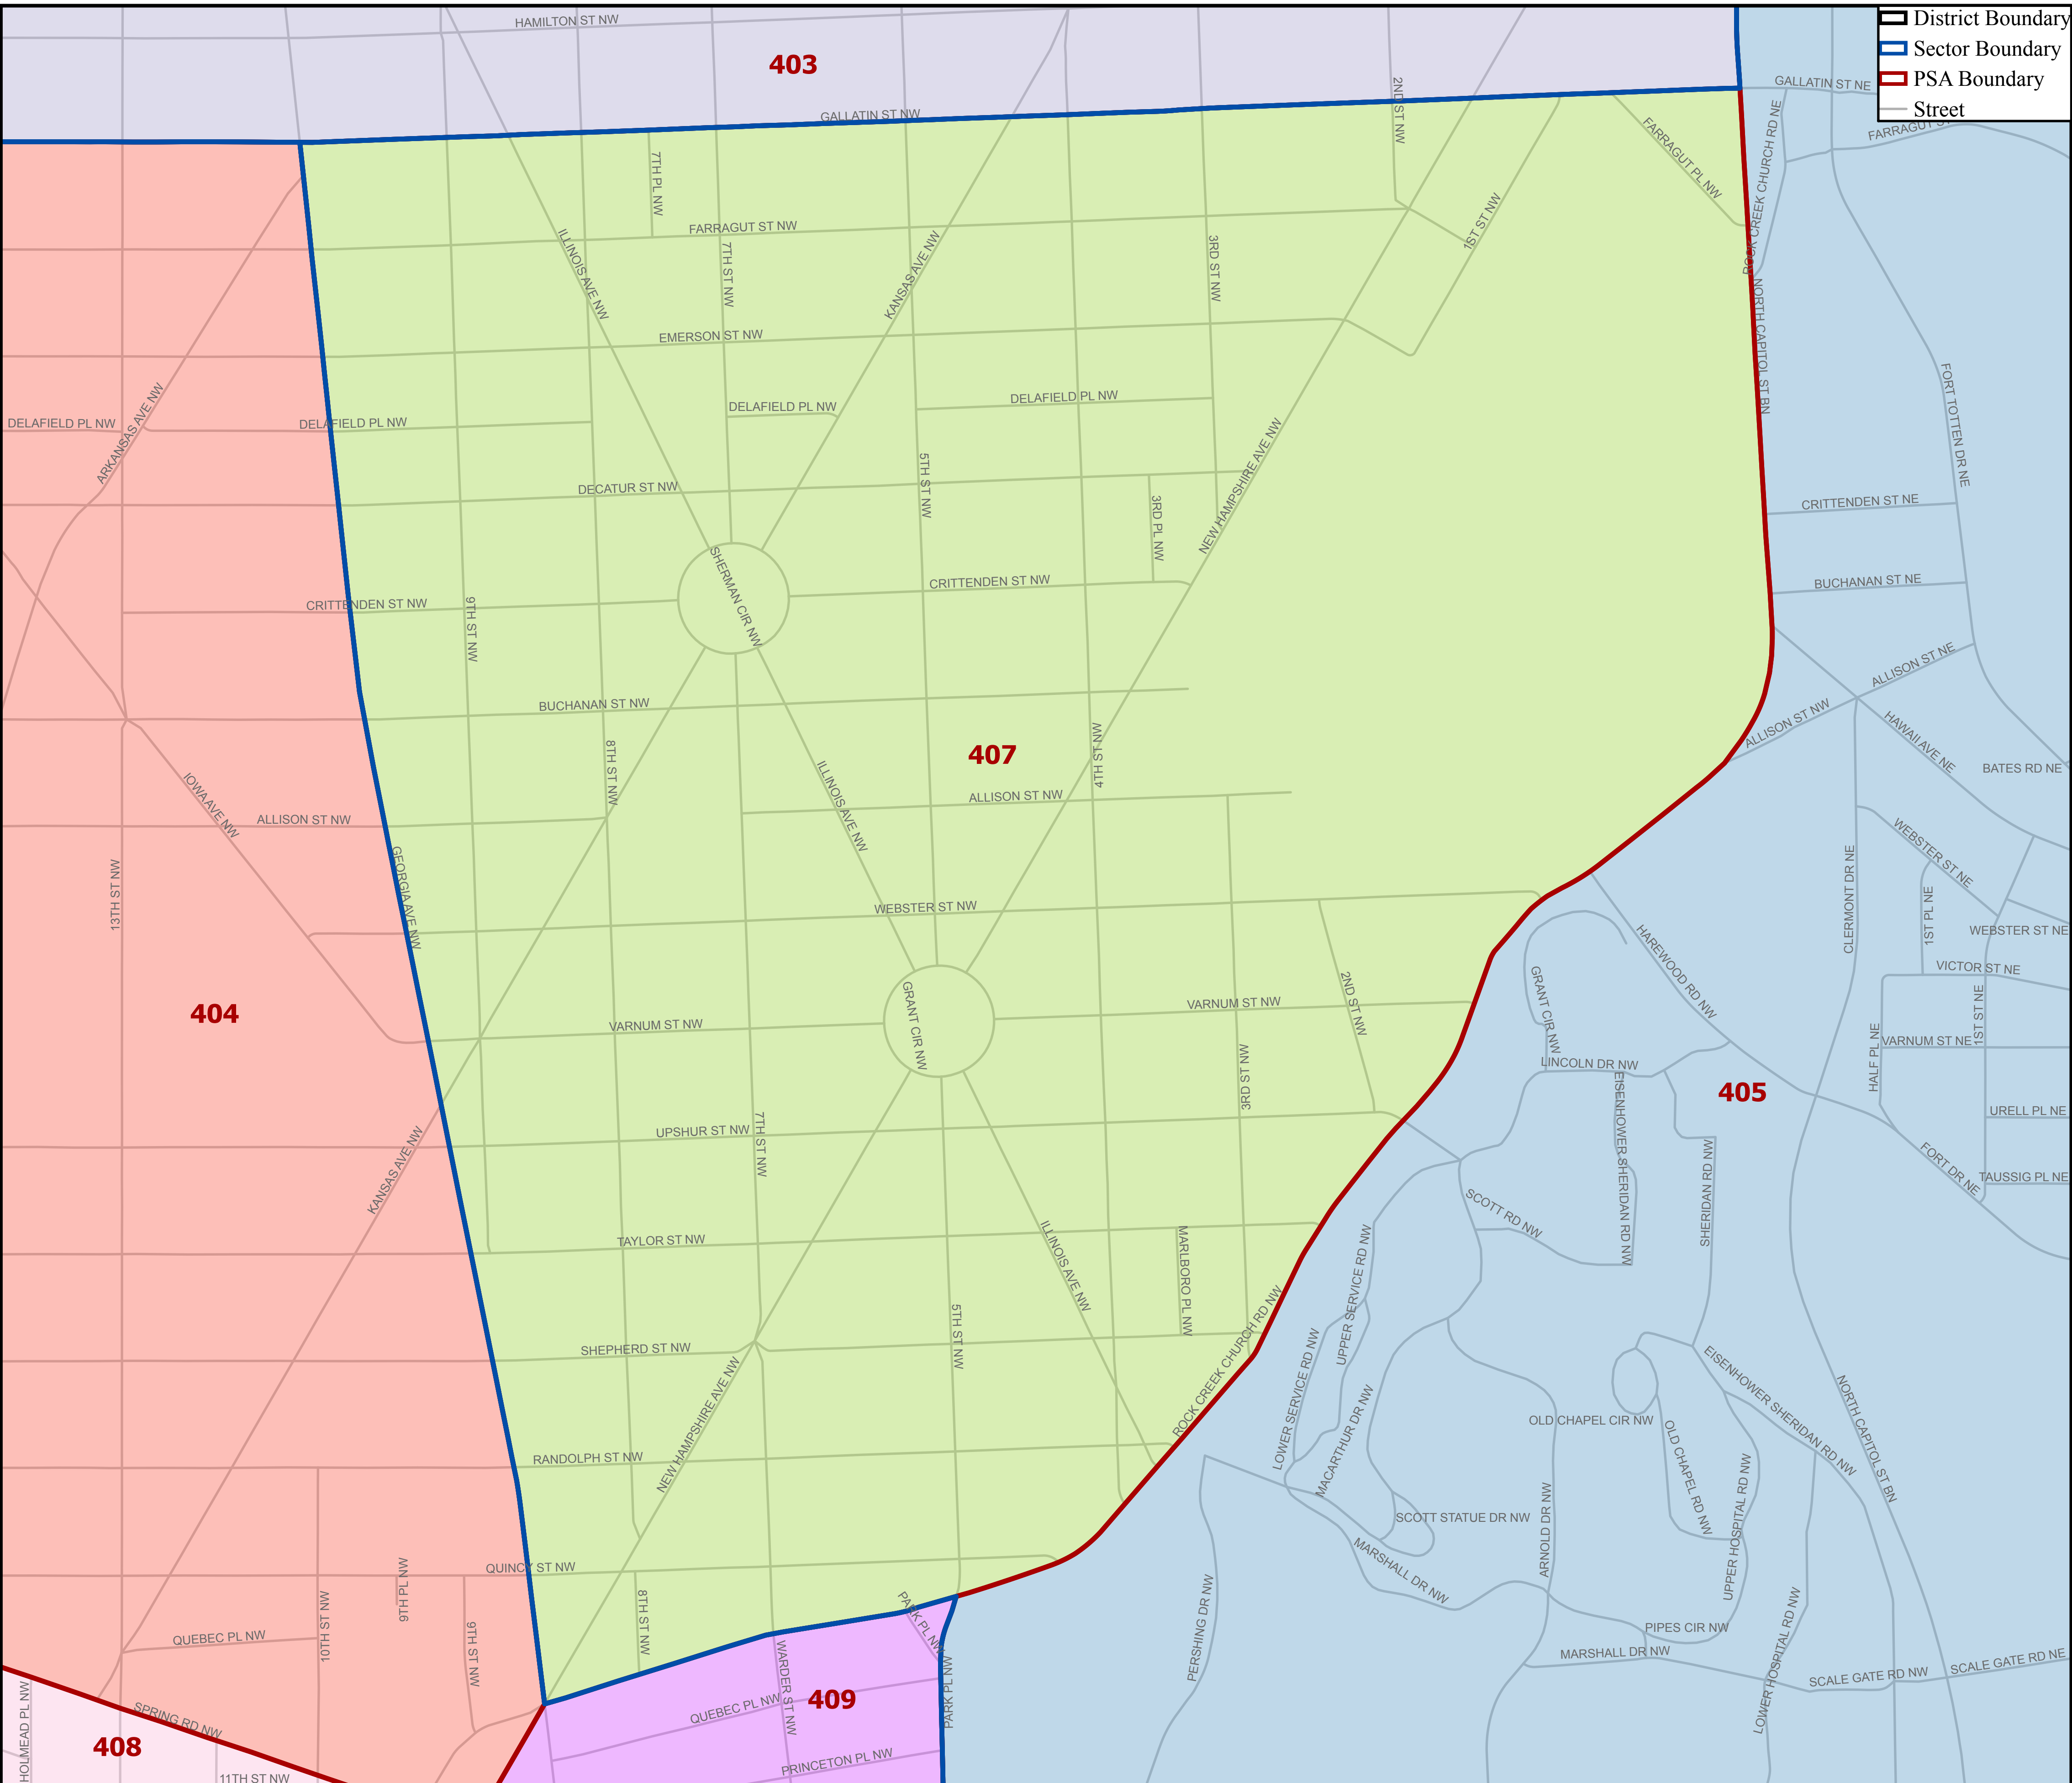 HAMILTON ST NW
District Boundary
Sector Boundary
PSA Boundary
Street
403
GALLATIN ST NW
2ND ST NW
GALLATIN ST NE
FARRAGUT PL NW
ROCK CREEK CHURCH RD NE
7TH PL NW
FARRAGUT ST NW
ILLINOIS AVE NW
7TH ST NW
KANSAS AVE NW
3RD ST NW
1ST ST NW
NORTH CAPITOL ST BN
EMERSON ST NW
ARKANSAS AVE NW
DELAFIELD PL NW
DELAFIELD PL NW
DELAFIELD PL NW
DELAFIELD PL NW
FORT TOTTEN DR NE
NEW HAMPSHIRE AVE NW
5TH ST NW
DECATUR ST NW
3RD PL NW
CRITTENDEN ST NE
SHERMAN CIR NW
CRITTENDEN ST NW
CRITTENDEN ST NW
9TH ST NW
BUCHANAN ST NE
ALLISON ST NE
ALLISON ST NW
BUCHANAN ST NW
HAWAII AVE NE
BATES RD NE
8TH ST NW
407
4TH ST NW
ILLINOIS AVE NW
IOWA AVE NW
ALLISON ST NW
ALLISON ST NW
GEORGIA AVE NW
13TH ST NW
WEBSTER ST NE
CLERMONT DR NE
1ST PL NE
WEBSTER ST NW
WEBSTER ST NE
HAREWOOD RD NW
VICTOR ST NE
404
GRANT CIR NW
VARNUM ST NW
VARNUM ST NW
2ND ST NW
GRANT CIR NW
1ST ST NE
VARNUM ST NE
HALF PL NE
LINCOLN DR NW
405
3RD ST NW
URELL PL NE
UPSHUR ST NW
7TH ST NW
KANSAS AVE NW
EISENHOWER SHERIDAN RD NW
SHERIDAN RD NW
FORT DR NE
TAUSSIG PL NE
SCOTT RD NW
TAYLOR ST NW
ILLINOIS AVE NW
MARLBORO PL NW
UPPER SERVICE RD NW
5TH ST NW
SHEPHERD ST NW
ROCK CREEK CHURCH RD NW
LOWER SERVICE RD NW
MACARTHUR DR NW
NEW HAMPSHIRE AVE NW
EISENHOWER SHERIDAN RD NW
OLD CHAPEL CIR NW
OLD CHAPEL RD NW
NORTH CAPITOL ST BN
RANDOLPH ST NW
SCOTT STATUE DR NW
ARNOLD DR NW
UPPER HOSPITAL RD NW
MARSHALL DR NW
QUINCY ST NW
9TH PL NW
10TH ST NW
9TH ST NW
8TH ST NW
PARK PL NW
PERSHING DR NW
QUEBEC PL NW
PIPES CIR NW
MARSHALL DR NW
LOWER HOSPITAL RD NW
SCALE GATE RD NW
SCALE GATE RD NE
WARDER ST NW
QUEBEC PL NW
409
PARK PL NW
HOLMEAD PL NW
SPRING RD NW
408
PRINCETON PL NW
11TH ST NW